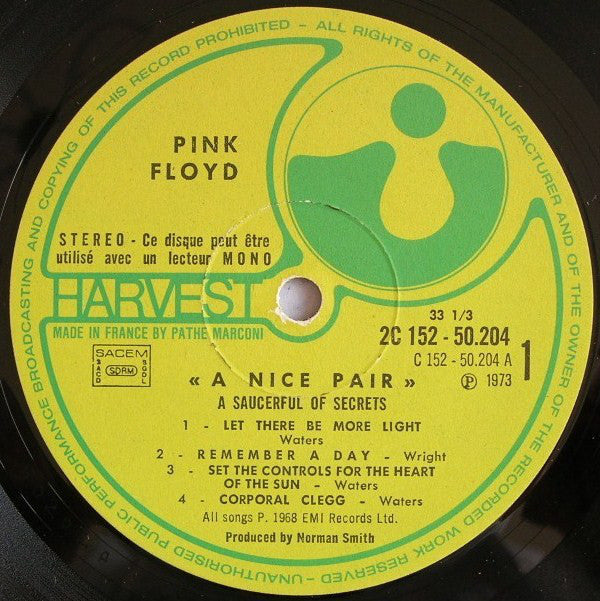 ALL RIGHTS OF THE MANUFACTURER AND OF THE OWNER OF THE RECORDED WORK RESERVED - UNAUTHORISED PUBLIC PERFORMANCE BROADCASTING AND COPYING OF THIS RECORD PROHIBITED -
PINK
FLOYD
STEREO - Ce disque peut être
utilisé avec un lecteur MONO
HARVEST
MADE IN FRANCE BY PATHE MARCONI
33 1/3
2C 152 - 50.204
C 152 - 50.204 A
1
SACEM
SACD
SDRM
SGDL
« A NICE PAIR »
Ⓟ 1973
A SAUCERFUL OF SECRETS
1 - LET THERE BE MORE LIGHT
Waters
2 - REMEMBER A DAY - Wright
3 - SET THE CONTROLS FOR THE HEART
OF THE SUN - Waters
4 - CORPORAL CLEGG - Waters
All songs P. 1968 EMI Records Ltd.
Produced by Norman Smith